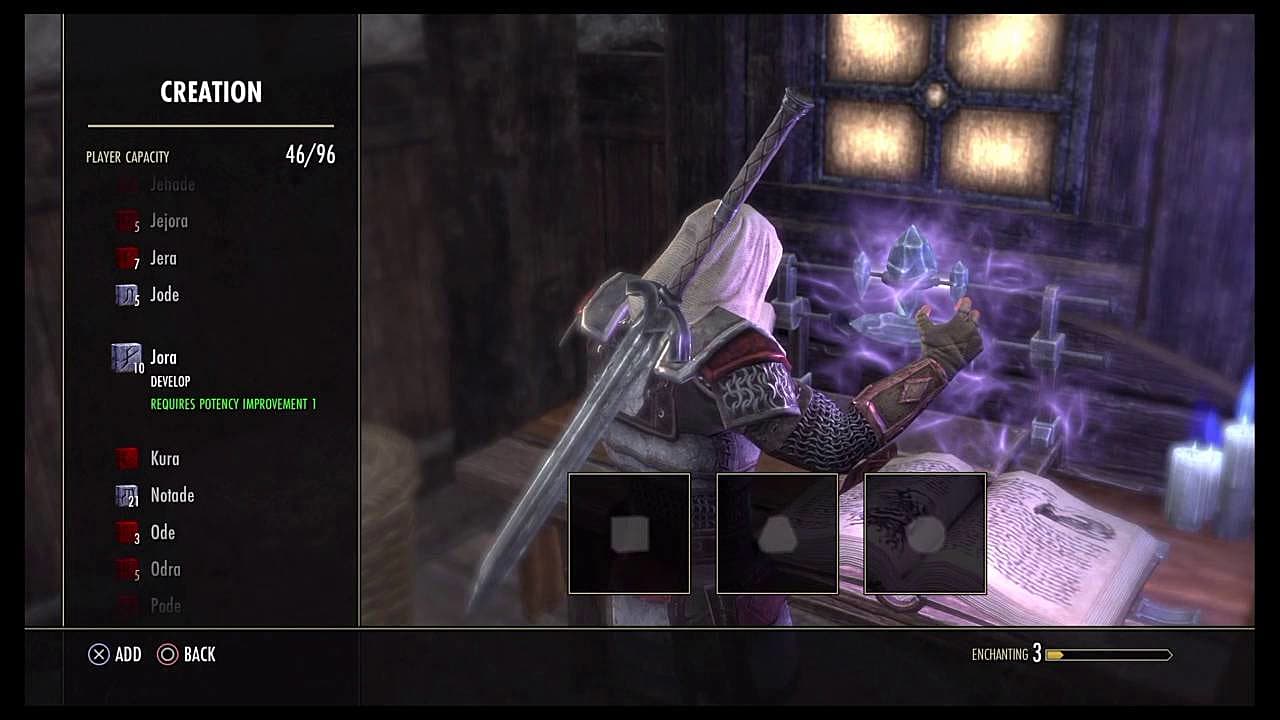 CREATION
PLAYER CAPACITY 46/96
Jehade
5 Jejora
7 Jera
5 Jode
10 Jora
DEVELOP
REQUIRES POTENCY IMPROVEMENT 1
Kura
21 Notade
3 Ode
5 Odra
Pode
ADD BACK
ENCHANTING 3